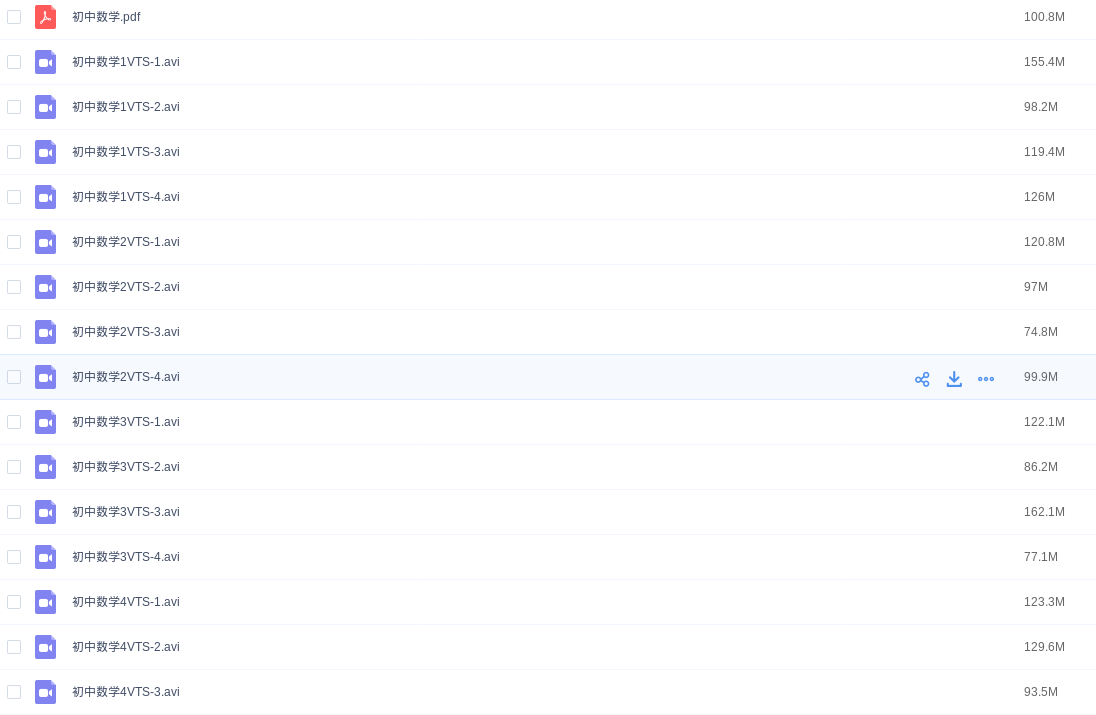 初中数学.pdf 100.8M
初中数学1VTS-1.avi 155.4M
初中数学1VTS-2.avi 98.2M
初中数学1VTS-3.avi 119.4M
初中数学1VTS-4.avi 126M
初中数学2VTS-1.avi 120.8M
初中数学2VTS-2.avi 97M
初中数学2VTS-3.avi 74.8M
初中数学2VTS-4.avi 99.9M
初中数学3VTS-1.avi 122.1M
初中数学3VTS-2.avi 86.2M
初中数学3VTS-3.avi 162.1M
初中数学3VTS-4.avi 77.1M
初中数学4VTS-1.avi 123.3M
初中数学4VTS-2.avi 129.6M
初中数学4VTS-3.avi 93.5M